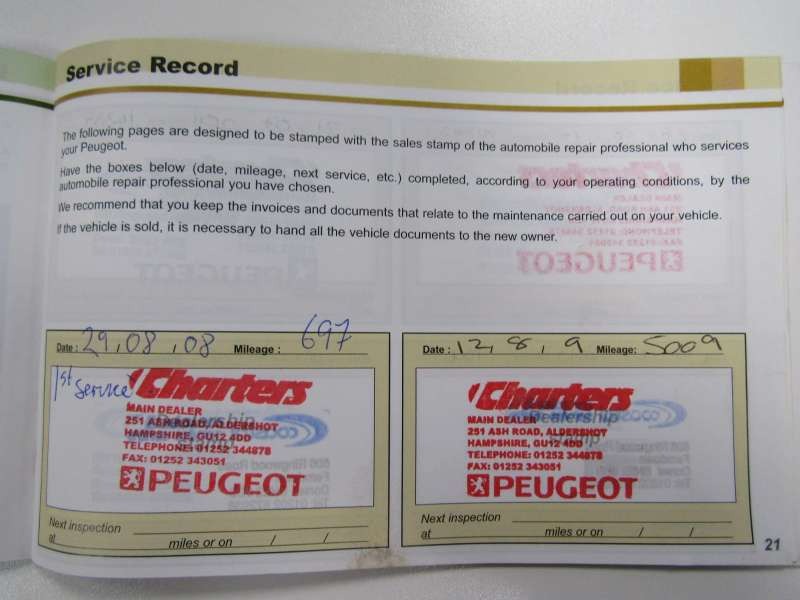 Service Record
The following pages are designed to be stamped with the sales stamp of the automobile repair professional who services
your Peugeot.
Have the boxes below (date, mileage, next service, etc.) completed, according to your operating conditions, by the
automobile repair professional you have chosen.
We recommend that you keep the invoices and documents that relate to the maintenance carried out on your vehicle.
If the vehicle is sold, it is necessary to hand all the vehicle documents to the new owner.
Date : 29,08,08 Mileage : 697
1st Service
Charters
MAIN DEALER
251 ASH ROAD, ALDERSHOT
HAMPSHIRE, GU12 4DD
TELEPHONE: 01252 344878
FAX: 01252 343051
PEUGEOT
Next inspection
at miles or on / /
Date : 12, 8, 9 Mileage: 5009
Charters
MAIN DEALER
251 ASH ROAD, ALDERSHOT
HAMPSHIRE, GU12 4DD
TELEPHONE: 01252 344878
FAX: 01252 343051
PEUGEOT
Next inspection
at miles or on / /
21